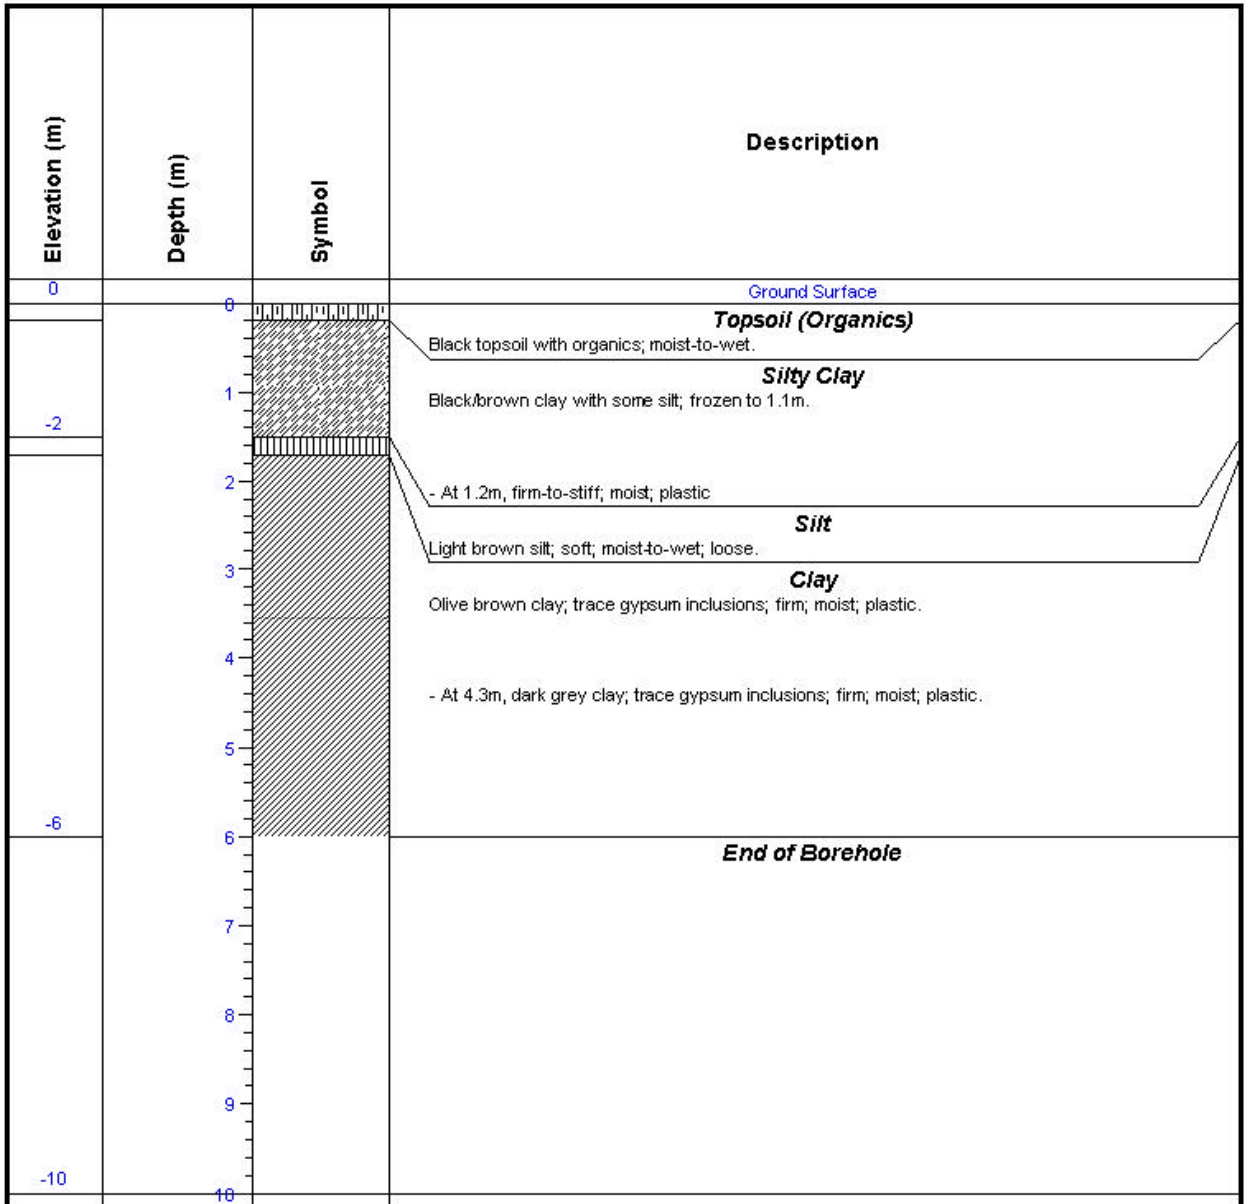 Elevation (m)
Depth (m)
Symbol
Description
0
Ground Surface
0
Topsoil (Organics)
Black topsoil with organics; moist-to-wet.
Silty Clay
1
Black/brown clay with some silt; frozen to 1.1m.
-2
2
- At 1.2m, firm-to-stiff; moist; plastic
Silt
Light brown silt; soft; moist-to-wet; loose.
3
Clay
Olive brown clay; trace gypsum inclusions; firm; moist; plastic.
4
- At 4.3m, dark grey clay; trace gypsum inclusions; firm; moist; plastic.
5
-6
6
End of Borehole
7
8
9
-10
10